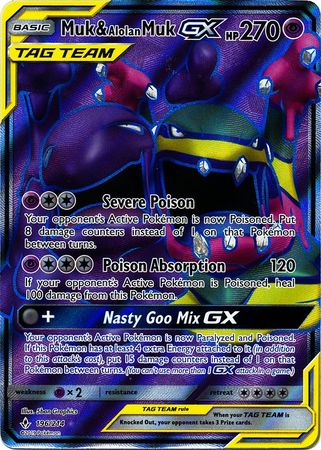 BASIC
Muk & Alolan Muk GX HP 270
TAG TEAM
Severe Poison
Your opponent's Active Pokémon is now Poisoned. Put
8 damage counters instead of 1 on that Pokémon
between turns.
Poison Absorption 120
If your opponent's Active Pokémon is Poisoned, heal
100 damage from this Pokémon.
+ Nasty Goo Mix GX
Your opponent's Active Pokémon is now Paralyzed and Poisoned.
If this Pokémon has at least 4 extra Energy attached to it (in addition
to this attack's cost), put 15 damage counters instead of 1 on that
Pokémon between turns. (You can't use more than 1 GX attack in a game.)
weakness × 2 resistance retreat
Illus. Shin Graphics
196/214
©2019 Pokémon
TAG TEAM rule
When your TAG TEAM is
Knocked Out, your opponent takes 3 Prize cards.